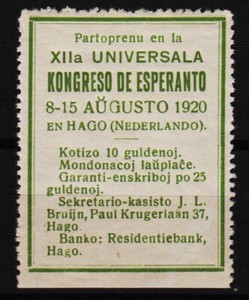 Partoprenu en la
XIIa UNIVERSALA
KONGRESO DE ESPERANTO
8-15 AŬGUSTO 1920
EN HAGO (NEDERLANDO).
Kotizo 10 guldenoj.
Mondonacoj laŭplaĉe.
Garanti-enskriboj po 25
guldenoj.
Sekretario-kasisto J. L.
Bruijn, Paul Krugerlaan 37,
Hago.
Banko: Residentiebank,
Hago.